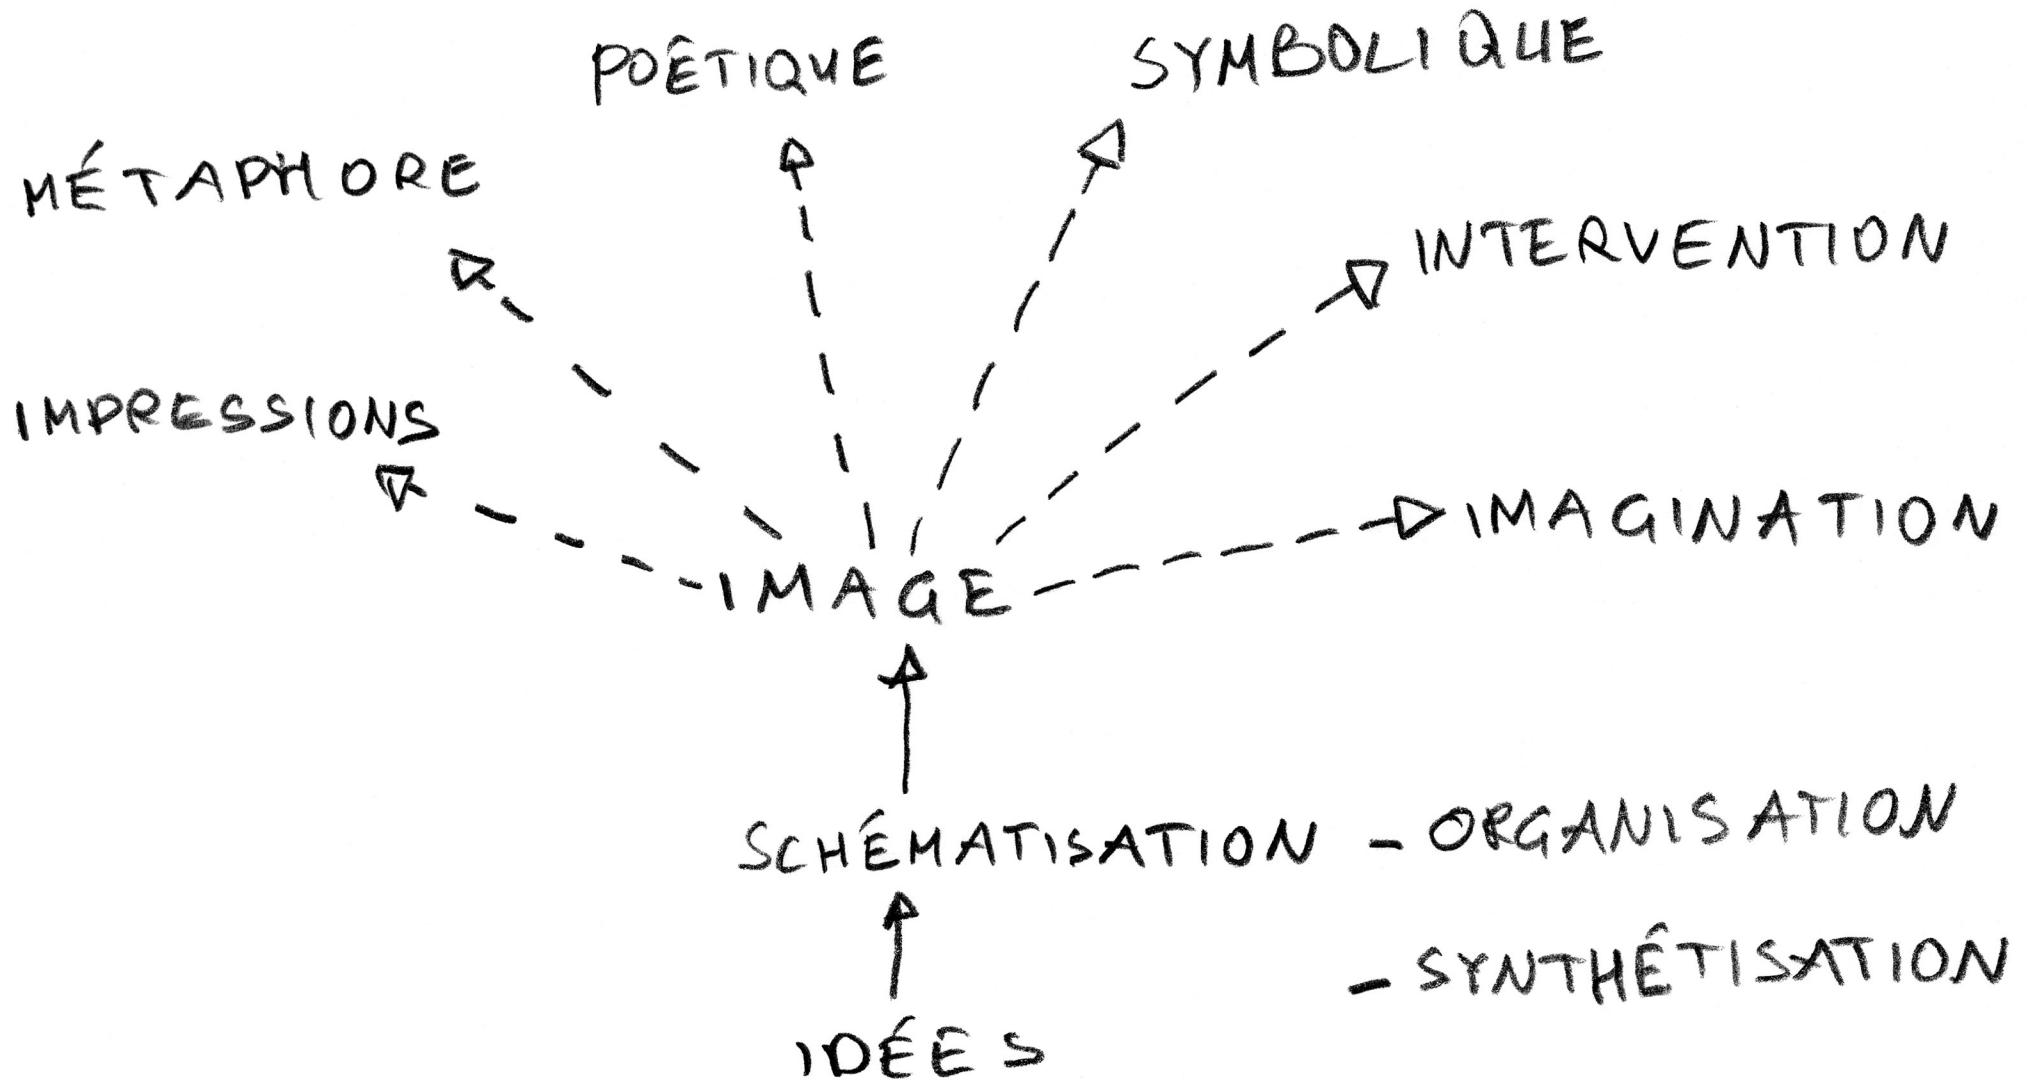 POÉTIQUE
SYMBOLIQUE
MÉTAPHORE
INTERVENTION
IMPRESSIONS
IMAGINATION
IMAGE
SCHÉMATISATION - ORGANISATION
- SYNTHÉTISATION
IDÉES